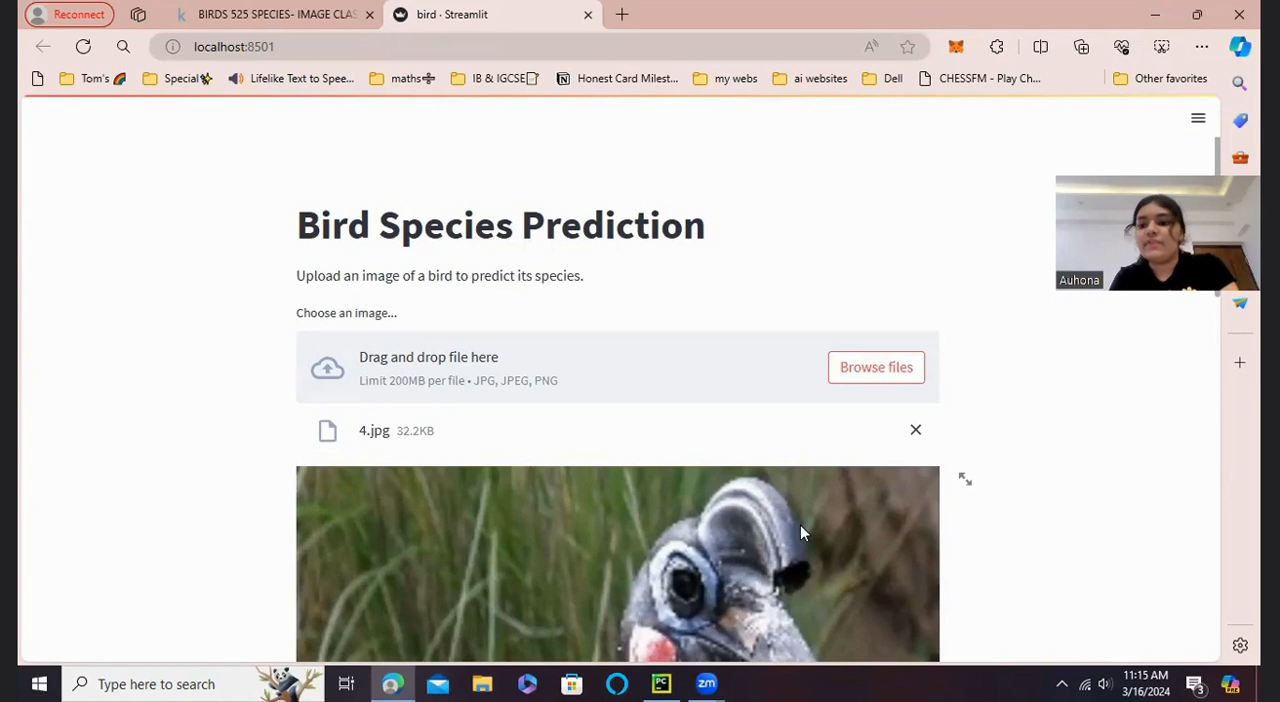 Reconnect
BIRDS 525 SPECIES- IMAGE CLAS
bird · Streamlit
localhost:8501
Tom's
Special
Lifelike Text to Spee...
maths
IB & IGCSE
Honest Card Milest...
my webs
ai websites
Dell
CHESSFM - Play Ch...
Other favorites
Bird Species Prediction
Upload an image of a bird to predict its species.
Choose an image...
Drag and drop file here
Limit 200MB per file • JPG, JPEG, PNG
Browse files
4.jpg 32.2KB
Auhona
Type here to search
11:15 AM
3/16/2024
3